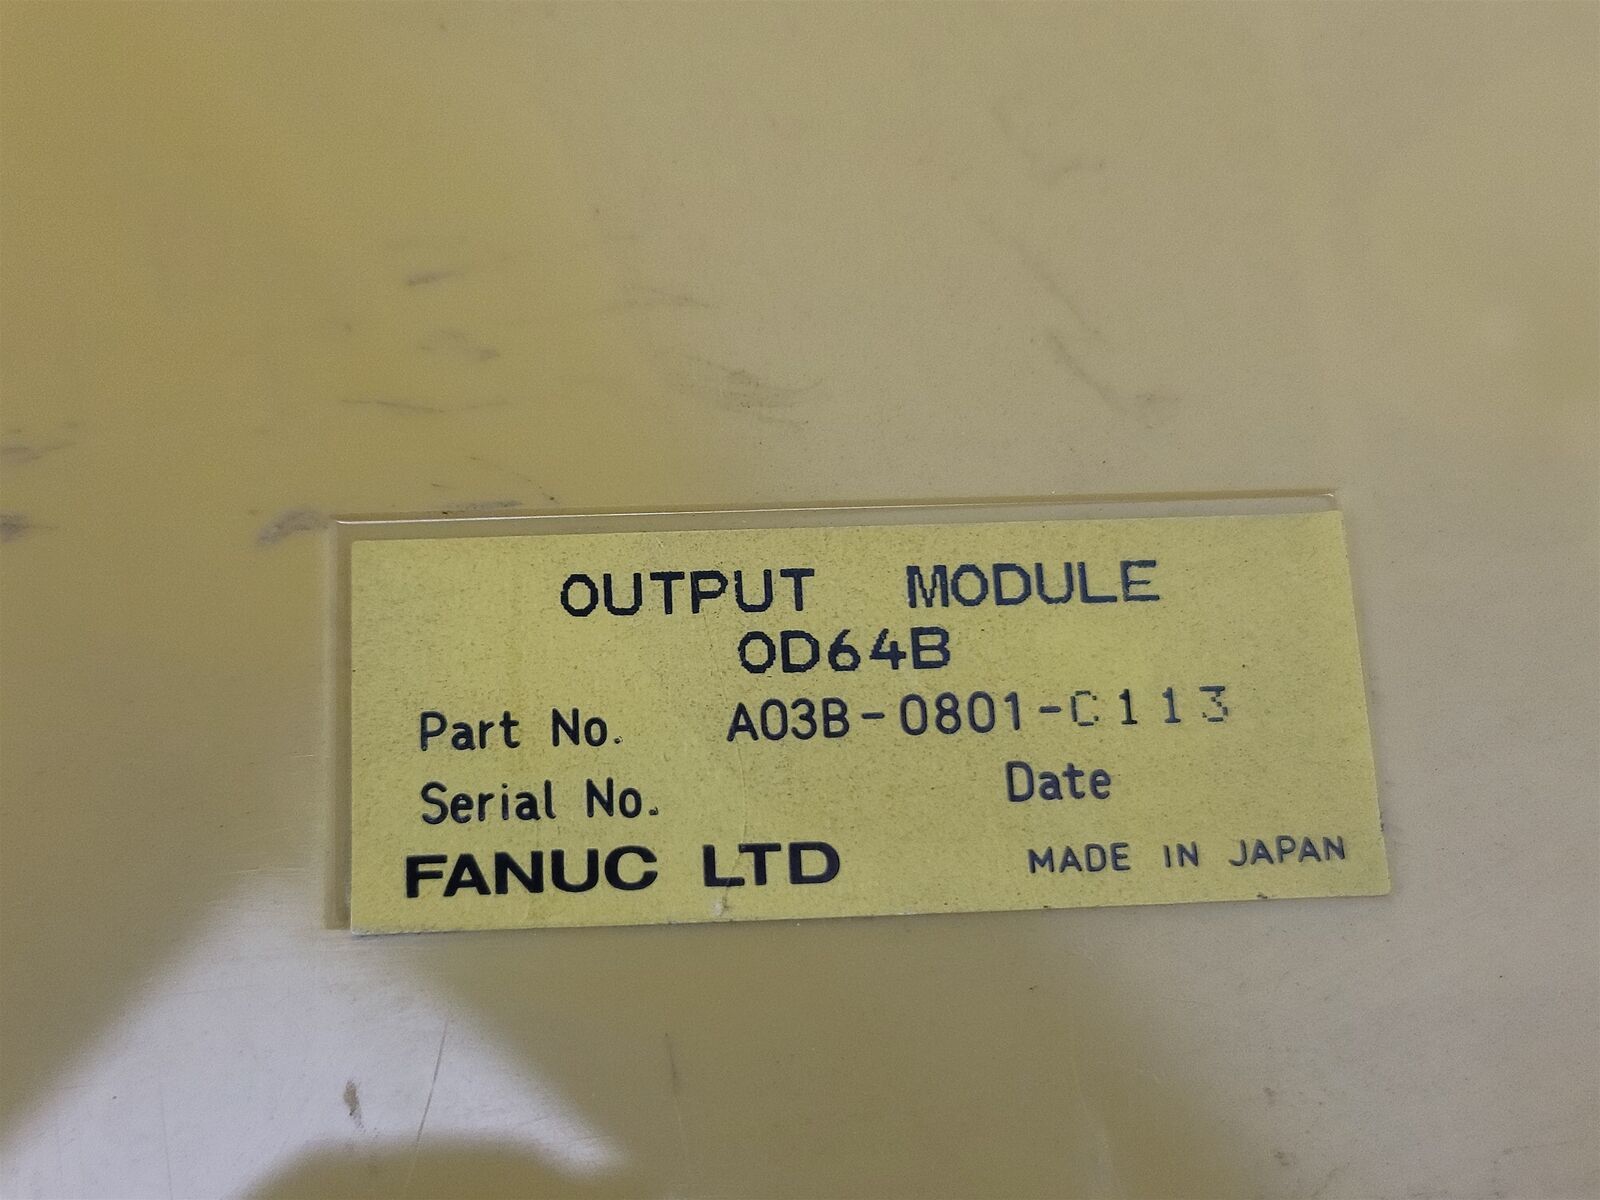 OUTPUT MODULE
OD64B
Part No. A03B-0801-C113
Serial No. Date
FANUC LTD MADE IN JAPAN